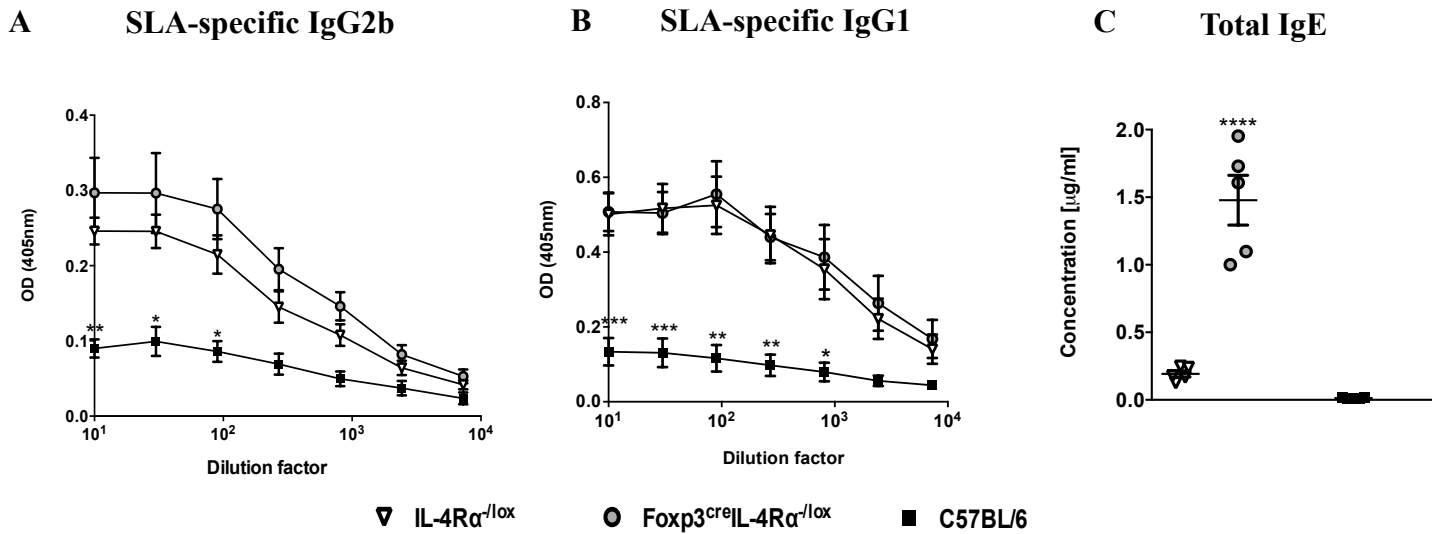 A SLA-specific IgG2b
OD (405nm)
0.4
0.3
0.2
0.1
0.0
** * *
10¹ 10² 10³ 10⁴
Dilution factor
B SLA-specific IgG1
OD (405nm)
0.8
0.6
0.4
0.2
0.0
*** *** ** ** *
10¹ 10² 10³ 10⁴
Dilution factor
C Total IgE
Concentration [µg/ml]
2.0
1.5
1.0
0.5
0.0
****
IL-4Rα⁻/ˡᵒˣ Foxp3ᶜʳᵉIL-4Rα⁻/ˡᵒˣ C57BL/6